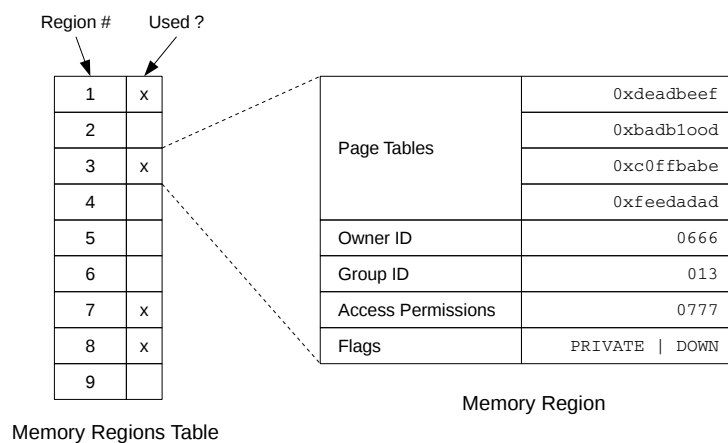 Region # Used ?
1 x
2
3 x
4
5
6
7 x
8 x
9
Memory Regions Table
Page Tables
0xdeadbeef
0xbadb1ood
0xc0ffbabe
0xfeedadad
Owner ID 0666
Group ID 013
Access Permissions 0777
Flags PRIVATE | DOWN
Memory Region